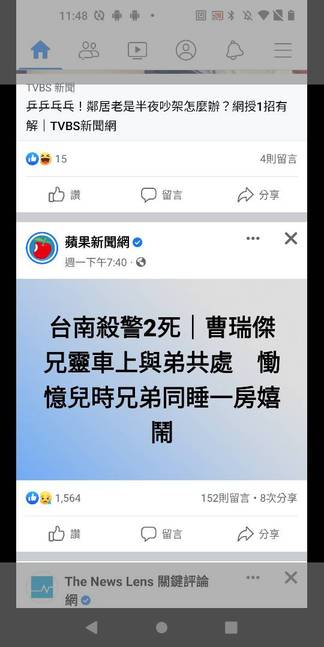 11:48
TVBS 新聞
乒乒乓乓！鄰居老是半夜吵架怎麼辦？網授1招有
解｜TVBS新聞網
15
4則留言
讚 留言 分享
蘋果新聞網
週一下午7:40 ·
台南殺警2死｜曹瑞傑
兄靈車上與弟共處　慟
憶兒時兄弟同睡一房嬉
鬧
1,564
152則留言 • 8次分享
讚 留言 分享
The News Lens 關鍵評論
網